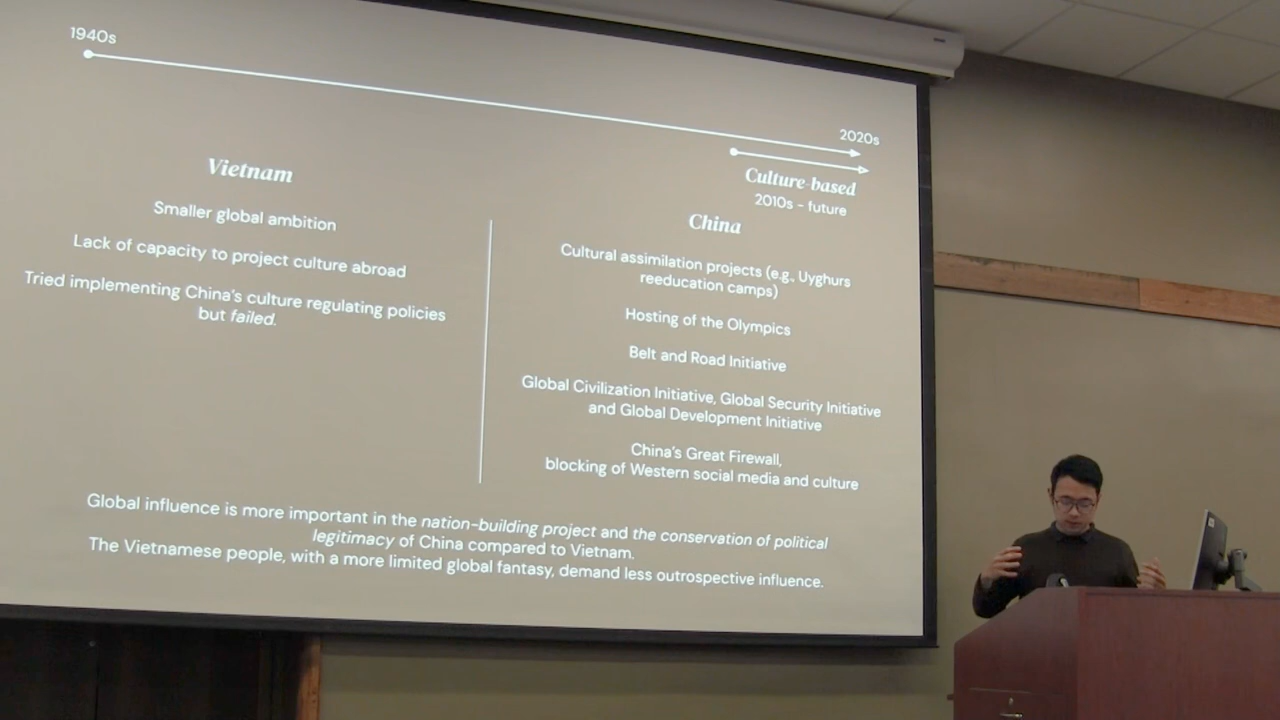 1940s
2020s
Culture-based
2010s - future
Vietnam
Smaller global ambition
Lack of capacity to project culture abroad
Tried implementing China's culture regulating policies
but failed.
China
Cultural assimilation projects (e.g., Uyghurs
reeducation camps)
Hosting of the Olympics
Belt and Road Initiative
Global Civilization Initiative, Global Security Initiative
and Global Development Initiative
China's Great Firewall,
blocking of Western social media and culture
Global influence is more important in the nation-building project and the conservation of political
legitimacy of China compared to Vietnam.
The Vietnamese people, with a more limited global fantasy, demand less outrospective influence.